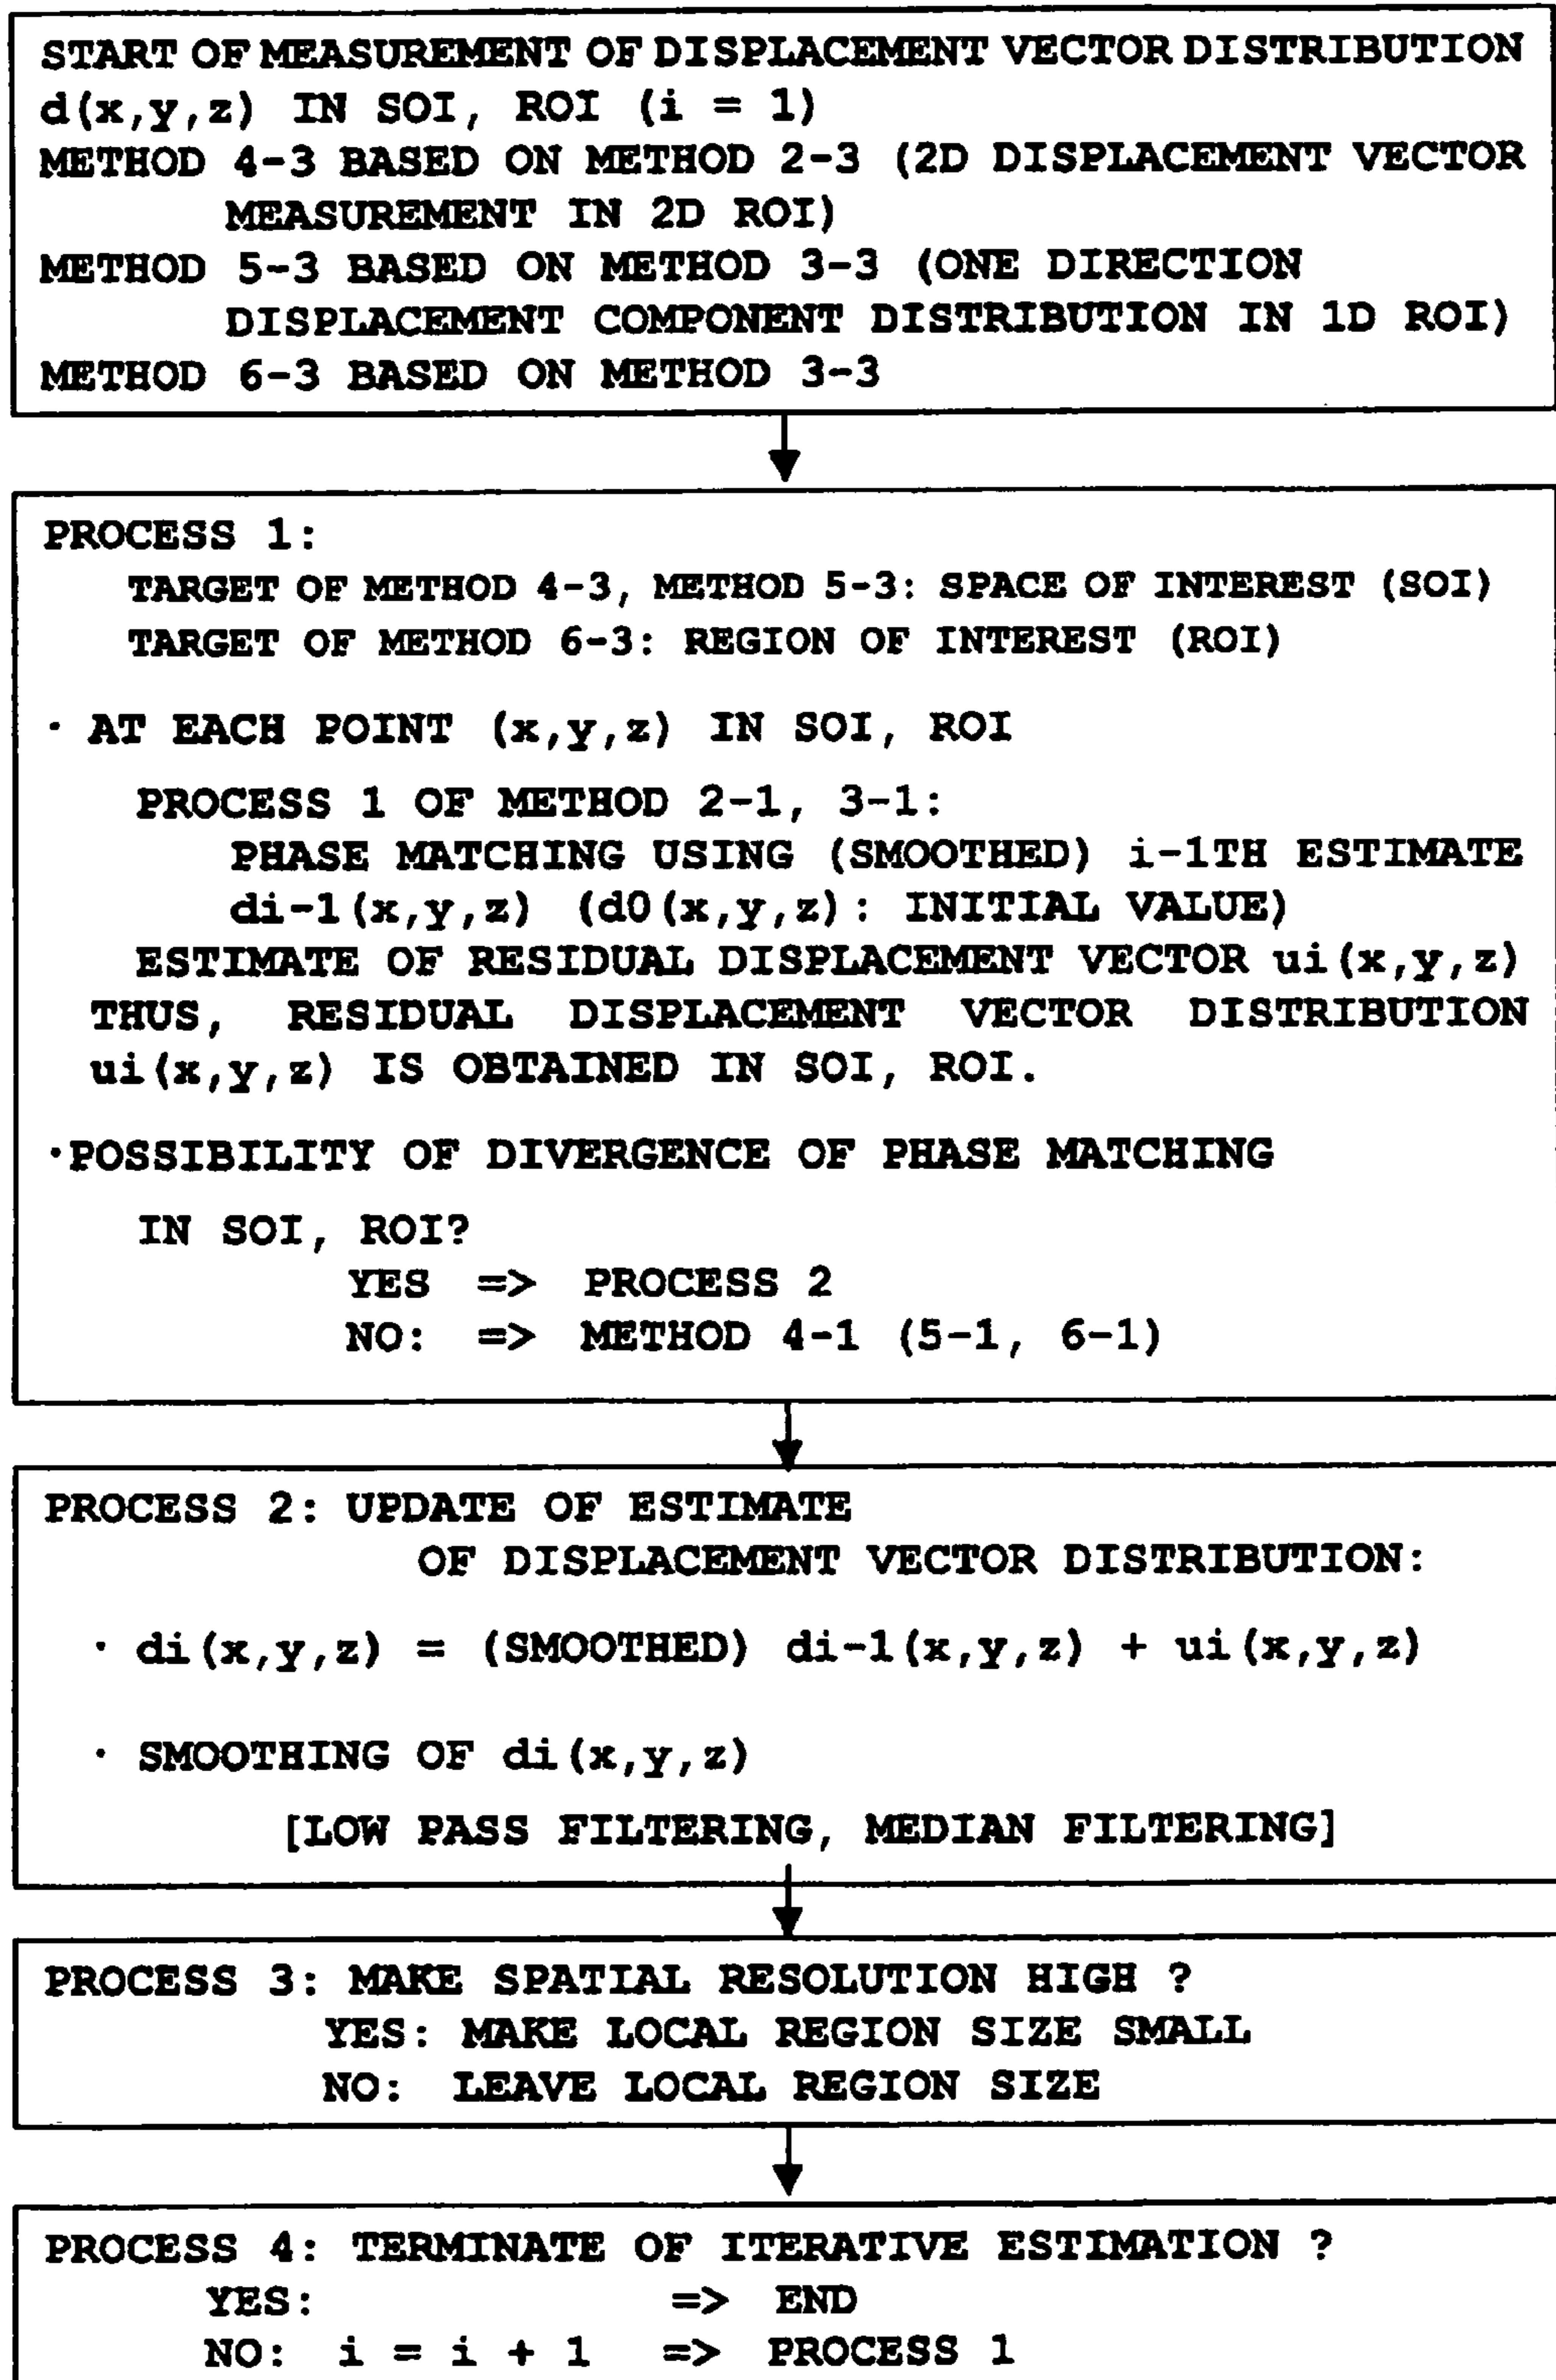 START OF MEASUREMENT OF DISPLACEMENT VECTOR DISTRIBUTION
d(x,y,z) IN SOI, ROI (i = 1)
METHOD 4-3 BASED ON METHOD 2-3 (2D DISPLACEMENT VECTOR
MEASUREMENT IN 2D ROI)
METHOD 5-3 BASED ON METHOD 3-3 (ONE DIRECTION
DISPLACEMENT COMPONENT DISTRIBUTION IN 1D ROI)
METHOD 6-3 BASED ON METHOD 3-3
PROCESS 1:
TARGET OF METHOD 4-3, METHOD 5-3: SPACE OF INTEREST (SOI)
TARGET OF METHOD 6-3: REGION OF INTEREST (ROI)
· AT EACH POINT (x,y,z) IN SOI, ROI
PROCESS 1 OF METHOD 2-1, 3-1:
PHASE MATCHING USING (SMOOTHED) i-1TH ESTIMATE
di-1(x,y,z) (d0(x,y,z): INITIAL VALUE)
ESTIMATE OF RESIDUAL DISPLACEMENT VECTOR ui(x,y,z)
THUS, RESIDUAL DISPLACEMENT VECTOR DISTRIBUTION
ui(x,y,z) IS OBTAINED IN SOI, ROI.
·POSSIBILITY OF DIVERGENCE OF PHASE MATCHING
IN SOI, ROI?
YES => PROCESS 2
NO: => METHOD 4-1 (5-1, 6-1)
PROCESS 2: UPDATE OF ESTIMATE
OF DISPLACEMENT VECTOR DISTRIBUTION:
· di(x,y,z) = (SMOOTHED) di-1(x,y,z) + ui(x,y,z)
· SMOOTHING OF di(x,y,z)
[LOW PASS FILTERING, MEDIAN FILTERING]
PROCESS 3: MAKE SPATIAL RESOLUTION HIGH ?
YES: MAKE LOCAL REGION SIZE SMALL
NO: LEAVE LOCAL REGION SIZE
PROCESS 4: TERMINATE OF ITERATIVE ESTIMATION ?
YES: => END
NO: i = i + 1 => PROCESS 1